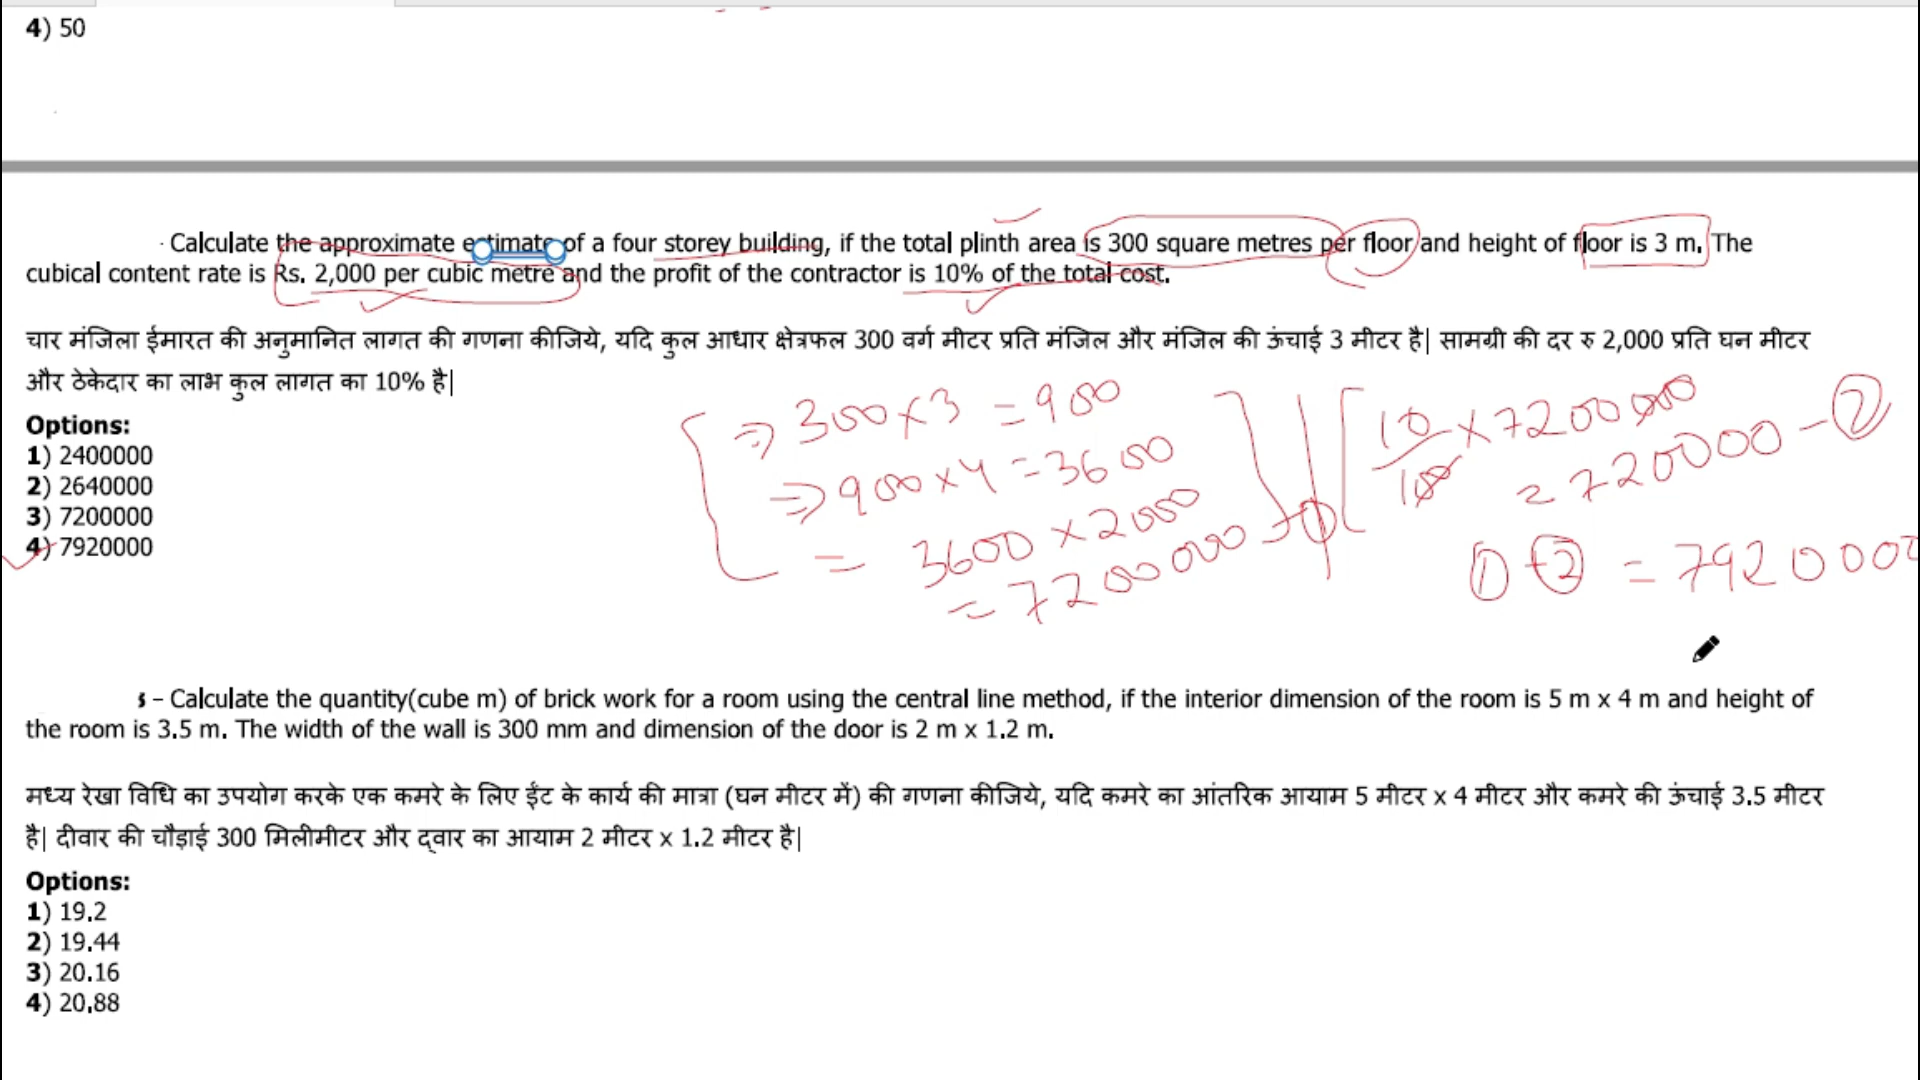 4) 50
Calculate the approximate estimate of a four storey building, if the total plinth area is 300 square metres per floor and height of floor is 3 m. The
cubical content rate is Rs. 2,000 per cubic metre and the profit of the contractor is 10% of the total cost.
चार मंजिला ईमारत की अनुमानित लागत की गणना कीजिये, यदि कुल आधार क्षेत्रफल 300 वर्ग मीटर प्रति मंजिल और मंजिल की ऊंचाई 3 मीटर है| सामग्री की दर रु 2,000 प्रति घन मीटर
और ठेकेदार का लाभ कुल लागत का 10% है|
Options:
1) 2400000
2) 2640000
3) 7200000
4) 7920000
⇒ 300 x 3 = 900
⇒ 900 x 4 = 3600
= 3600 x 2000
= 7200000 - 1
10/100 x 7200000
= 720000 - 2
1 + 2 = 7920000
– Calculate the quantity(cube m) of brick work for a room using the central line method, if the interior dimension of the room is 5 m x 4 m and height of
the room is 3.5 m. The width of the wall is 300 mm and dimension of the door is 2 m x 1.2 m.
मध्य रेखा विधि का उपयोग करके एक कमरे के लिए ईंट के कार्य की मात्रा (घन मीटर में) की गणना कीजिये, यदि कमरे का आंतरिक आयाम 5 मीटर x 4 मीटर और कमरे की ऊंचाई 3.5 मीटर
है| दीवार की चौड़ाई 300 मिलीमीटर और द्वार का आयाम 2 मीटर x 1.2 मीटर है|
Options:
1) 19.2
2) 19.44
3) 20.16
4) 20.88